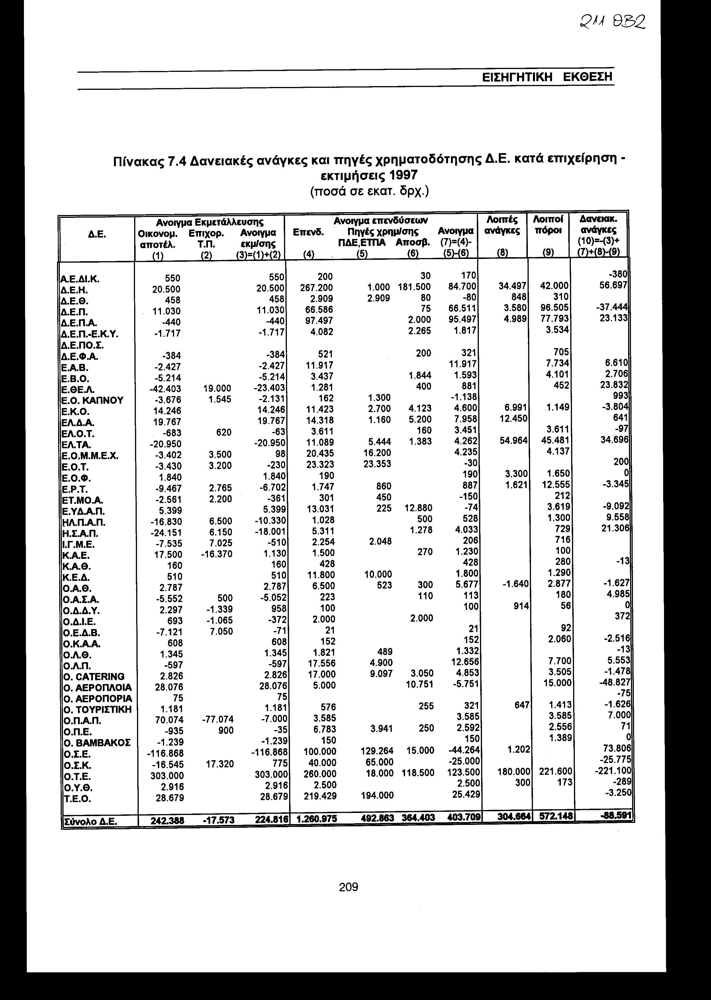 211 ΘΒ2
ΕΙΣΗΓΗΤΙΚΗ ΕΚΘΕΣΗ
Πίνακας 7.4 Δανειακές ανάγκες και πηγές χρηματοδότησης Δ.Ε. κατά επιχείρηση -
εκτιμήσεις 1997
(ποσά σε εκατ. δρχ.)
Ανοιγμα Εκμετάλλευσης Ανοιγμα επενδύσεων Λοιπές Λοιποί Δανειακ.
Δ.Ε. Οικονομ. Επιχορ. Ανοιγμα Επενδ. Πηγές χρημ/σης Ανοιγμα ανάγκες πόροι ανάγκες
αποτέλ. Τ.Π. εκμ/σης ΠΔΕ,ΕΤΠΑ Αποσβ. (7)=(4)- (10)=-(3)+
(1) (2) (3)=(1)+(2) (4) (5) (6) (5)-(6) (8) (9) (7)+(8)-(9)
Α.Ε.ΔΙ.Κ. 550 550 200 30 170 -380
Δ.Ε.Η. 20.500 20.500 267.200 1.000 181.500 84.700 34.497 42.000 56.697
Δ.Ε.Θ. 458 458 2.909 2.909 80 -80 848 310
Δ.Ε.Π. 11.030 11.030 66.586 75 66.511 3.580 96.505 -37.444
Δ.Ε.Π.Α. -440 -440 97.497 2.000 95.497 4.989 77.793 23.133
Δ.Ε.Π.-Ε.Κ.Υ. -1.717 -1.717 4.082 2.265 1.817 3.534
Δ.Ε.ΠΟ.Σ.
Δ.Ε.Φ.Α. -384 -384 521 200 321 705
Ε.Α.Β. -2.427 -2.427 11.917 11.917 7.734 6.610
Ε.Β.Ο. -5.214 -5.214 3.437 1.844 1.593 4.101 2.706
Ε.ΘΕ.Λ. -42.403 19.000 -23.403 1.281 400 881 452 23.832
Ε.Ο. ΚΑΠΝΟΥ -3.676 1.545 -2.131 162 1.300 -1.138 993
Ε.Κ.Ο. 14.246 14.246 11.423 2.700 4.123 4.600 6.991 1.149 -3.804
ΕΛ.Δ.Α. 19.767 19.767 14.318 1.160 5.200 7.958 12.450 641
ΕΛ.Ο.Τ. -683 620 -63 3.611 160 3.451 3.611 -97
ΕΛ.ΤΑ. -20.950 -20.950 11.089 5.444 1.383 4.262 54.964 45.481 34.696
Ε.Ο.Μ.Μ.Ε.Χ. -3.402 3.500 98 20.435 16.200 4.235 4.137
Ε.Ο.Τ. -3.430 3.200 -230 23.323 23.353 -30 200
Ε.Ο.Φ. 1.840 1.840 190 190 3.300 1.650 0
Ε.Ρ.Τ. -9.467 2.765 -6.702 1.747 860 887 1.621 12.555 -3.345
ΕΤ.ΜΟ.Α. -2.561 2.200 -361 301 450 -150 212
Ε.ΥΔ.Α.Π. 5.399 5.399 13.031 225 12.880 -74 3.619 -9.092
ΗΛ.Π.Α.Π. -16.830 6.500 -10.330 1.028 500 528 1.300 9.558
Η.Σ.Α.Π. -24.151 6.150 -18.001 5.311 1.278 4.033 729 21.306
Ι.Γ.Μ.Ε. -7.535 7.025 -510 2.254 2.048 206 716
Κ.Α.Ε. 17.500 -16.370 1.130 1.500 270 1.230 100
Κ.Α.Θ. 160 160 428 428 280 -13
Κ.Ε.Δ. 510 510 11.800 10.000 1.800 1.290
Ο.Α.Θ. 2.787 2.787 6.500 523 300 5.677 -1.640 2.877 -1.627
Ο.Α.Σ.Α. -5.552 500 -5.052 223 110 113 180 4.985
Ο.Δ.Δ.Υ. 2.297 -1.339 958 100 100 914 56 0
Ο.Δ.Ι.Ε. 693 -1.065 -372 2.000 2.000 372
Ο.Ε.Δ.Β. -7.121 7.050 -71 21 21 92
Ο.Κ.Α.Α. 608 608 152 152 2.060 -2.516
Ο.Λ.Θ. 1.345 1.345 1.821 489 1.332 -13
Ο.Λ.Π. -597 -597 17.556 4.900 12.656 7.700 5.553
Ο. CATERING 2.826 2.826 17.000 9.097 3.050 4.853 3.505 -1.478
Ο. ΑΕΡΟΠΛΟΙΑ 28.076 28.076 5.000 10.751 -5.751 15.000 -48.827
Ο. ΑΕΡΟΠΟΡΙΑ 75 75 -75
Ο. ΤΟΥΡΙΣΤΙΚΗ 1.181 1.181 576 255 321 647 1.413 -1.626
Ο.Π.Α.Π. 70.074 -77.074 -7.000 3.585 3.585 3.585 7.000
Ο.Π.Ε. -935 900 -35 6.783 3.941 250 2.592 2.556 71
Ο. ΒΑΜΒΑΚΟΣ -1.239 -1.239 150 150 1.389 0
Ο.Σ.Ε. -116.868 -116.868 100.000 129.264 15.000 -44.264 1.202 73.806
Ο.Σ.Κ. -16.545 17.320 775 40.000 65.000 -25.000 -25.775
Ο.Τ.Ε. 303.000 303.000 260.000 18.000 118.500 123.500 180.000 221.600 -221.100
Ο.Υ.Θ. 2.916 2.916 2.500 2.500 300 173 -289
Τ.Ε.Ο. 28.679 28.679 219.429 194.000 25.429 -3.250
Σύνολο Δ.Ε. 242.388 -17.573 224.816 1.260.975 492.863 364.403 403.709 304.664 572.148 -88.591
209